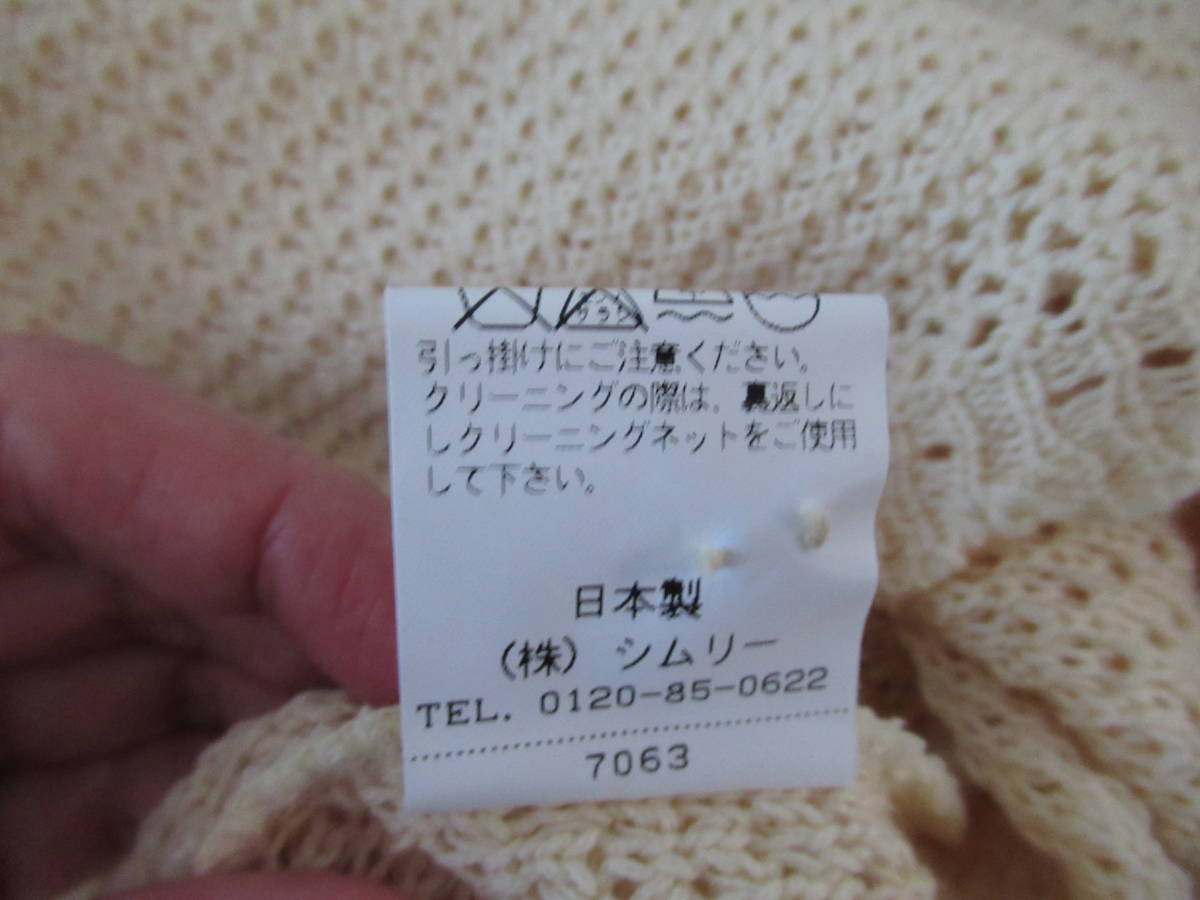 引っ掛けにご注意ください。
クリーニングの際は、裏返しに
しクリーニングネットをご使用
して下さい。
日本製
(株) シムリー
TEL. 0120-85-0622
7063